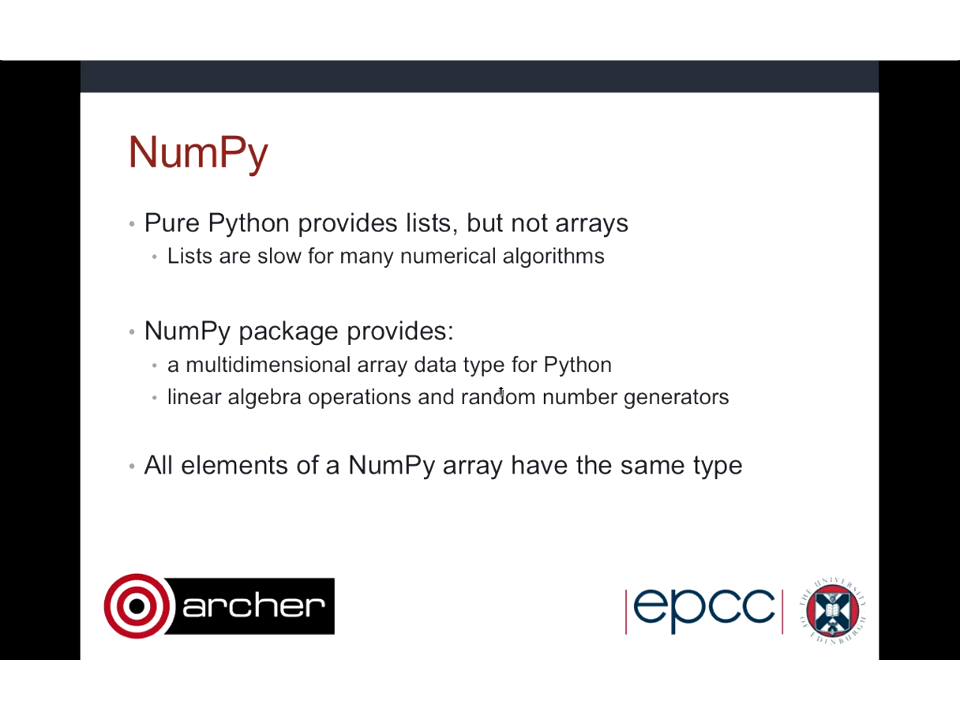 NumPy
• Pure Python provides lists, but not arrays
• Lists are slow for many numerical algorithms
• NumPy package provides:
• a multidimensional array data type for Python
• linear algebra operations and random number generators
• All elements of a NumPy array have the same type
archer
epcc
THE UNIVERSITY OF EDINBURGH